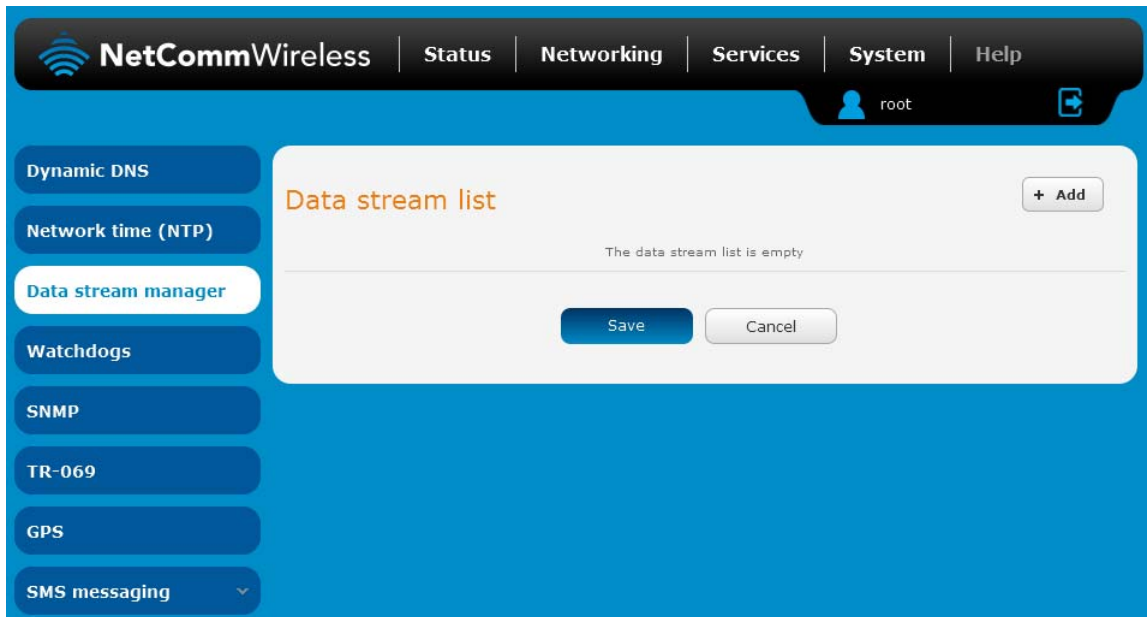 NetCommWireless Status Networking Services System Help
root
Dynamic DNS
Network time (NTP)
Data stream manager
Watchdogs
SNMP
TR-069
GPS
SMS messaging
Data stream list
+ Add
The data stream list is empty
Save Cancel